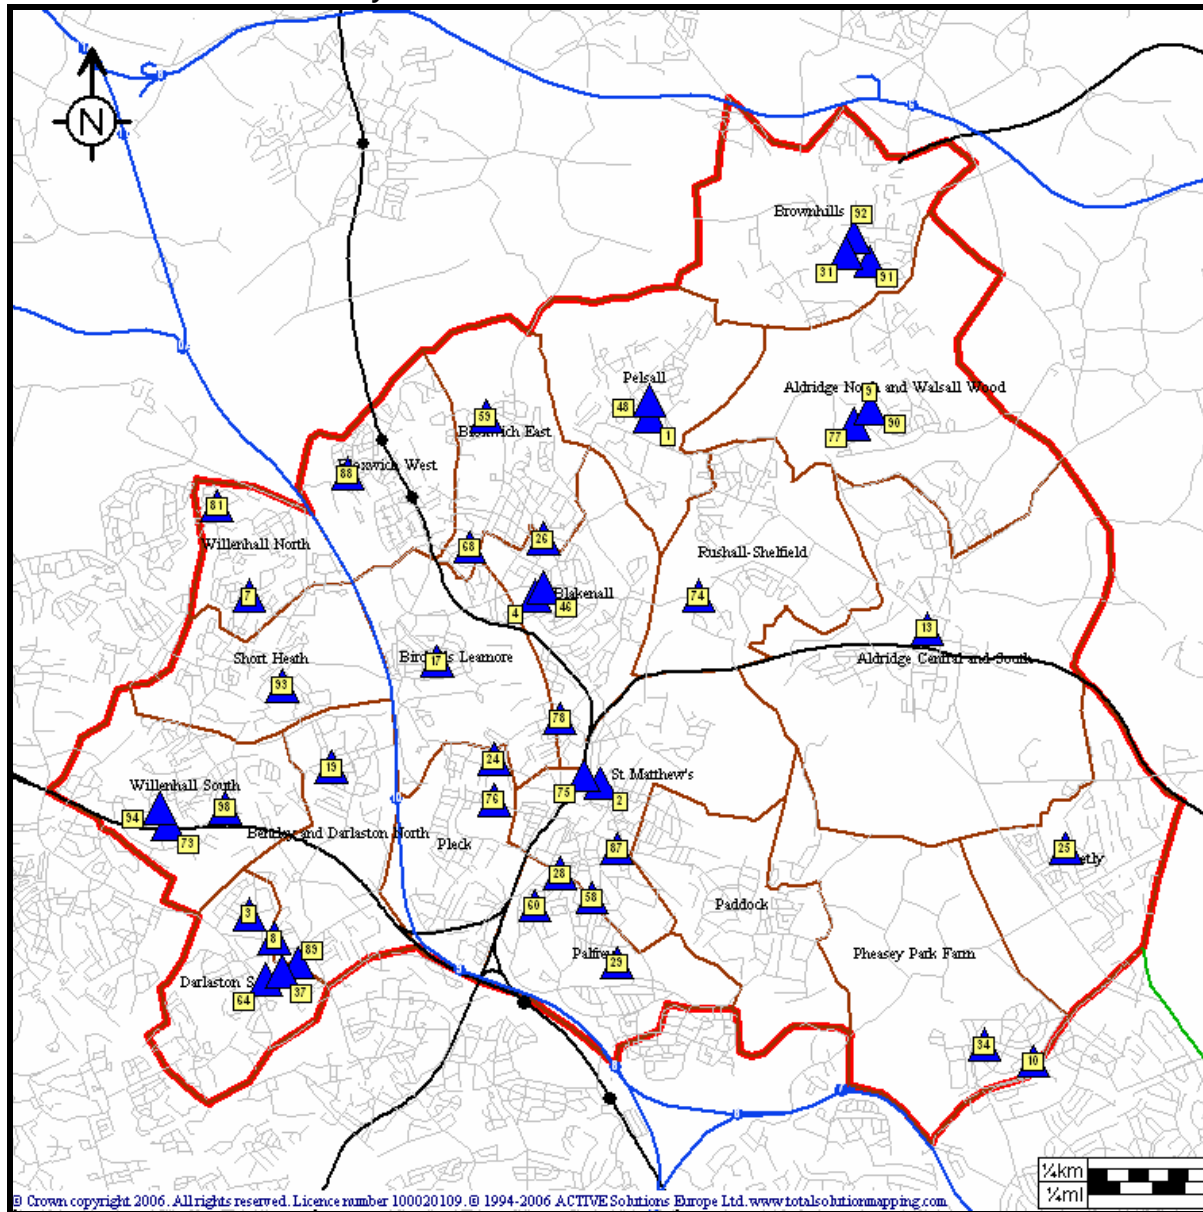 N
Brownhills
92
31
91
Pelsall
48
1
Aldridge North and Walsall Wood
9
90
77
59
Bloxwich East
88
Bloxwich West
81
Willenhall North
68
26
Rushall-Shelfield
7
4
46
Blakenall
74
13
Short Heath
17
Aldridge Central and South
93
78
24
St. Matthew's
19
75
2
76
Willenhall South
98
94
73
Bentley and Darlaston North
Pleck
87
25
28
58
60
Paddock
3
8
89
Palfrey
29
Pheasey Park Farm
Darlaston S
64
37
34
10
¼km
¼ml
© Crown copyright 2006. All rights reserved. Licence number 100020109. © 1994-2006 ACTIVE Solutions Europe Ltd. www.totalsolutionmapping.com